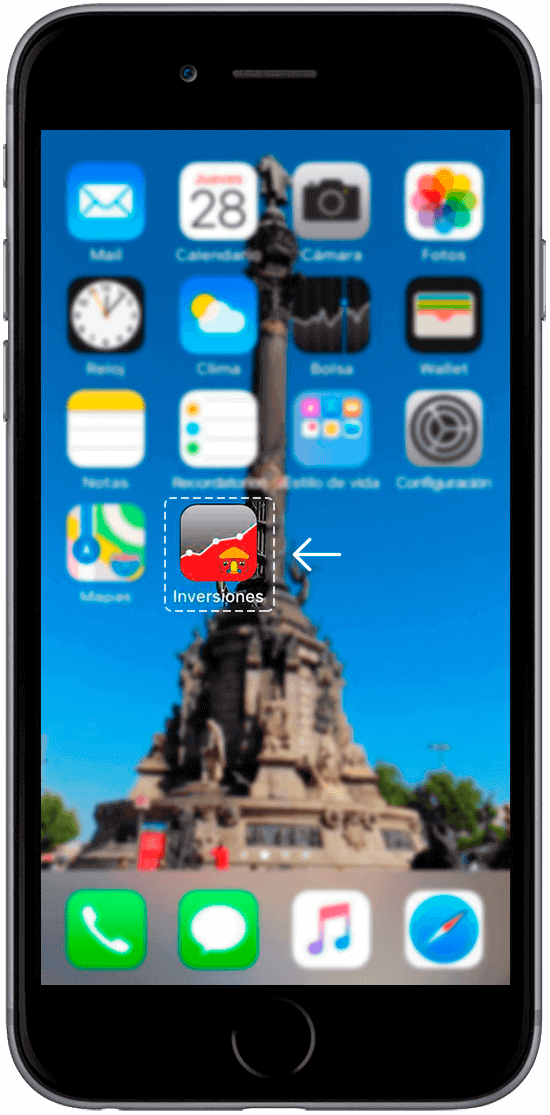 Jueves
28
Mail
Calendario
Cámara
Fotos
Reloj
Clima
Bolsa
Wallet
Notas
Recordatorios
Estilo de vida
Configuración
Mapas
Inversiones